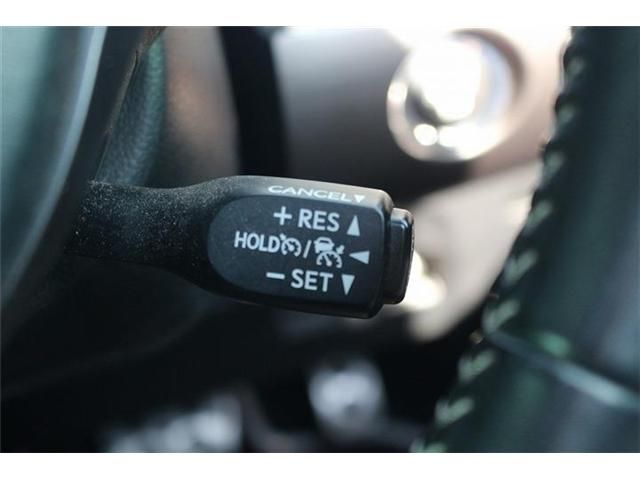 CANCEL▼
+RES▲
HOLD / ◀
−SET▼